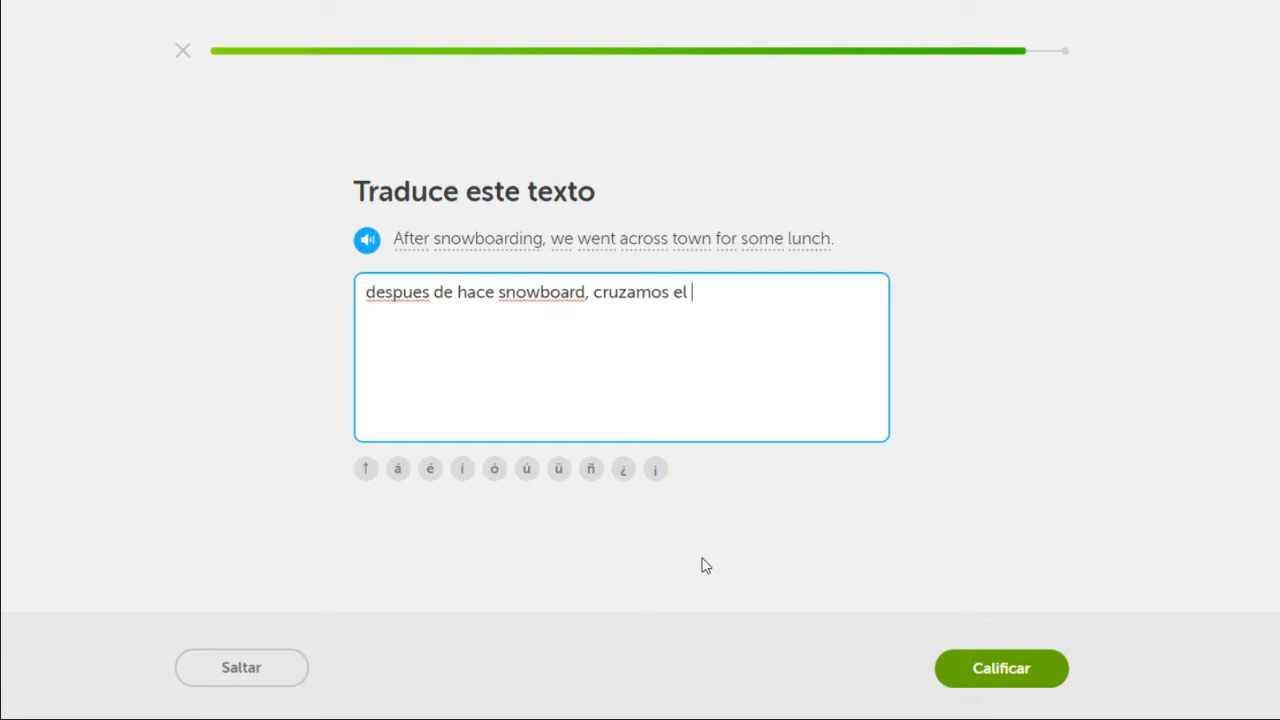 Traduce este texto
After snowboarding, we went across town for some lunch.
despues de hace snowboard, cruzamos el
↑ á é í ó ú ü ñ ¿ ¡
Saltar
Calificar